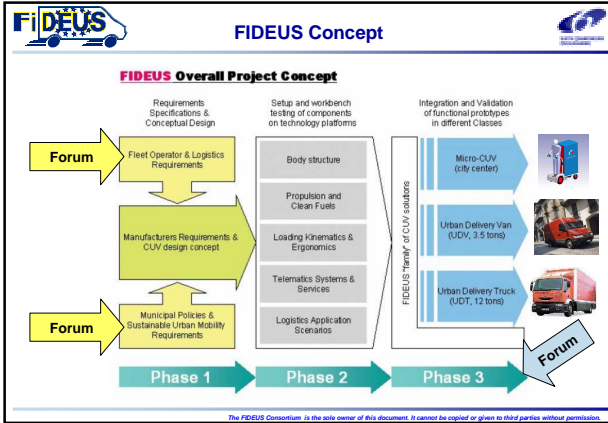 FiDEUS
FIDEUS Concept
FIDEUS Overall Project Concept
Requirements
Specifications &
Conceptual Design
Setup and workbench
testing of components
on technology platforms
Integration and Validation
of functional prototypes
in different Classes
Forum
Fleet Operator & Logistics
Requirements
Manufacturers Requirements &
CUV design concept
Forum
Municipal Policies &
Sustainable Urban Mobility
Requirements
Body structure
Propulsion and
Clean Fuels
Loading Kinematics &
Ergonomics
Telematics Systems &
Services
Logistics Application
Scenarios
FIDEUS "family" of CUV solutions
Micro-CUV
(city center)
Urban Delivery Van
(UDV, 3.5 tons)
Urban Delivery Truck
(UDT, 12 tons)
Forum
Phase 1
Phase 2
Phase 3
The FIDEUS Consortium is the sole owner of this document. It cannot be copied or given to third parties without permission.